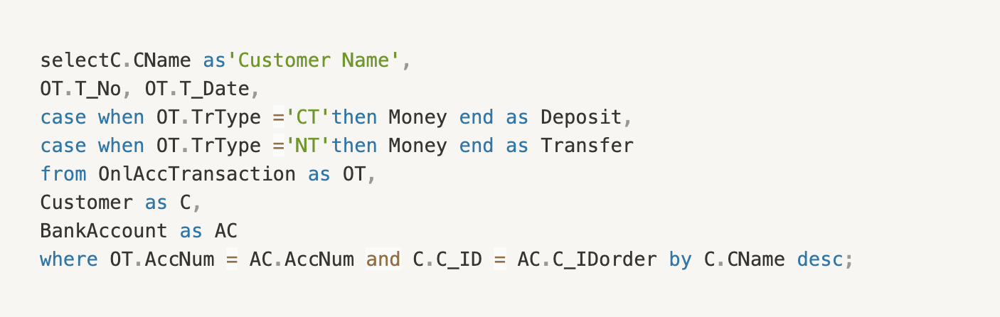 selectC.CName as'Customer Name',
OT.T_No, OT.T_Date,
case when OT.TrType ='CT'then Money end as Deposit,
case when OT.TrType ='NT'then Money end as Transfer
from OnlAccTransaction as OT,
Customer as C,
BankAccount as AC
where OT.AccNum = AC.AccNum and C.C_ID = AC.C_IDorder by C.CName desc;